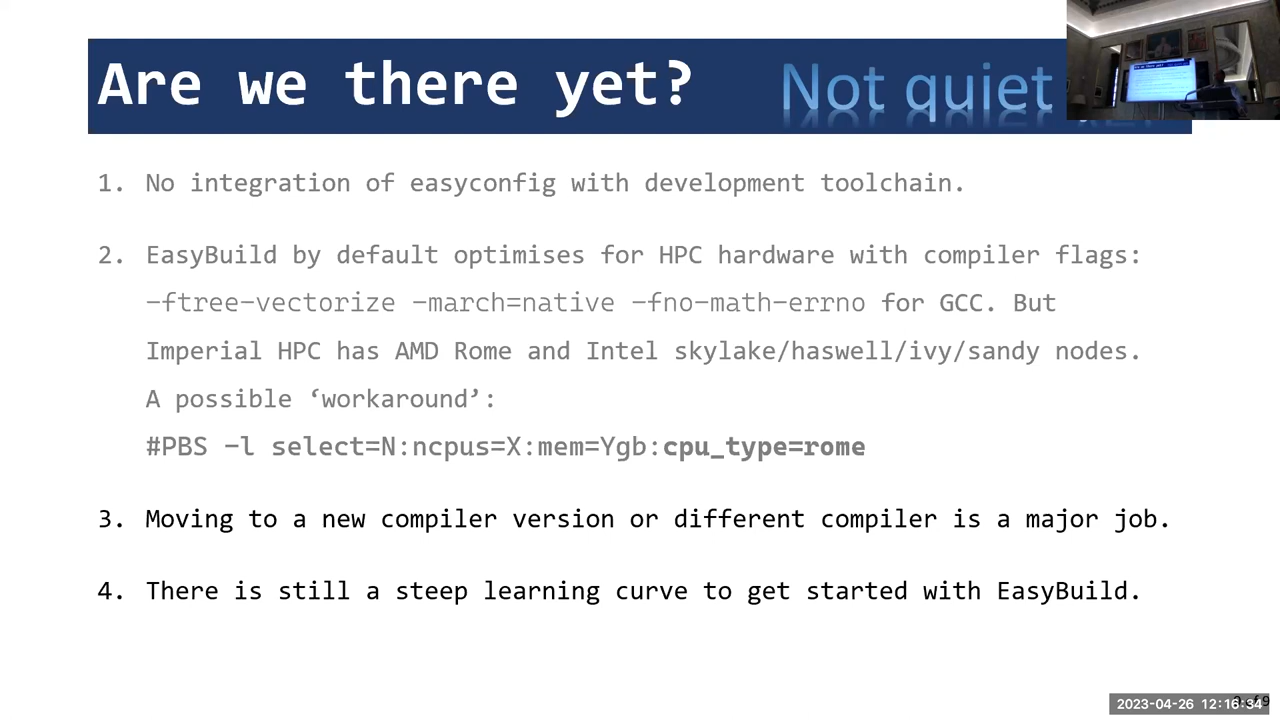 Are we there yet?
Not quiet
1. No integration of easyconfig with development toolchain.
2. EasyBuild by default optimises for HPC hardware with compiler flags:
−ftree−vectorize −march=native −fno−math−errno for GCC. But
Imperial HPC has AMD Rome and Intel skylake/haswell/ivy/sandy nodes.
A possible ‘workaround’:
#PBS −l select=N:ncpus=X:mem=Ygb:cpu_type=rome
3. Moving to a new compiler version or different compiler is a major job.
4. There is still a steep learning curve to get started with EasyBuild.
2023-04-26 12:16:34